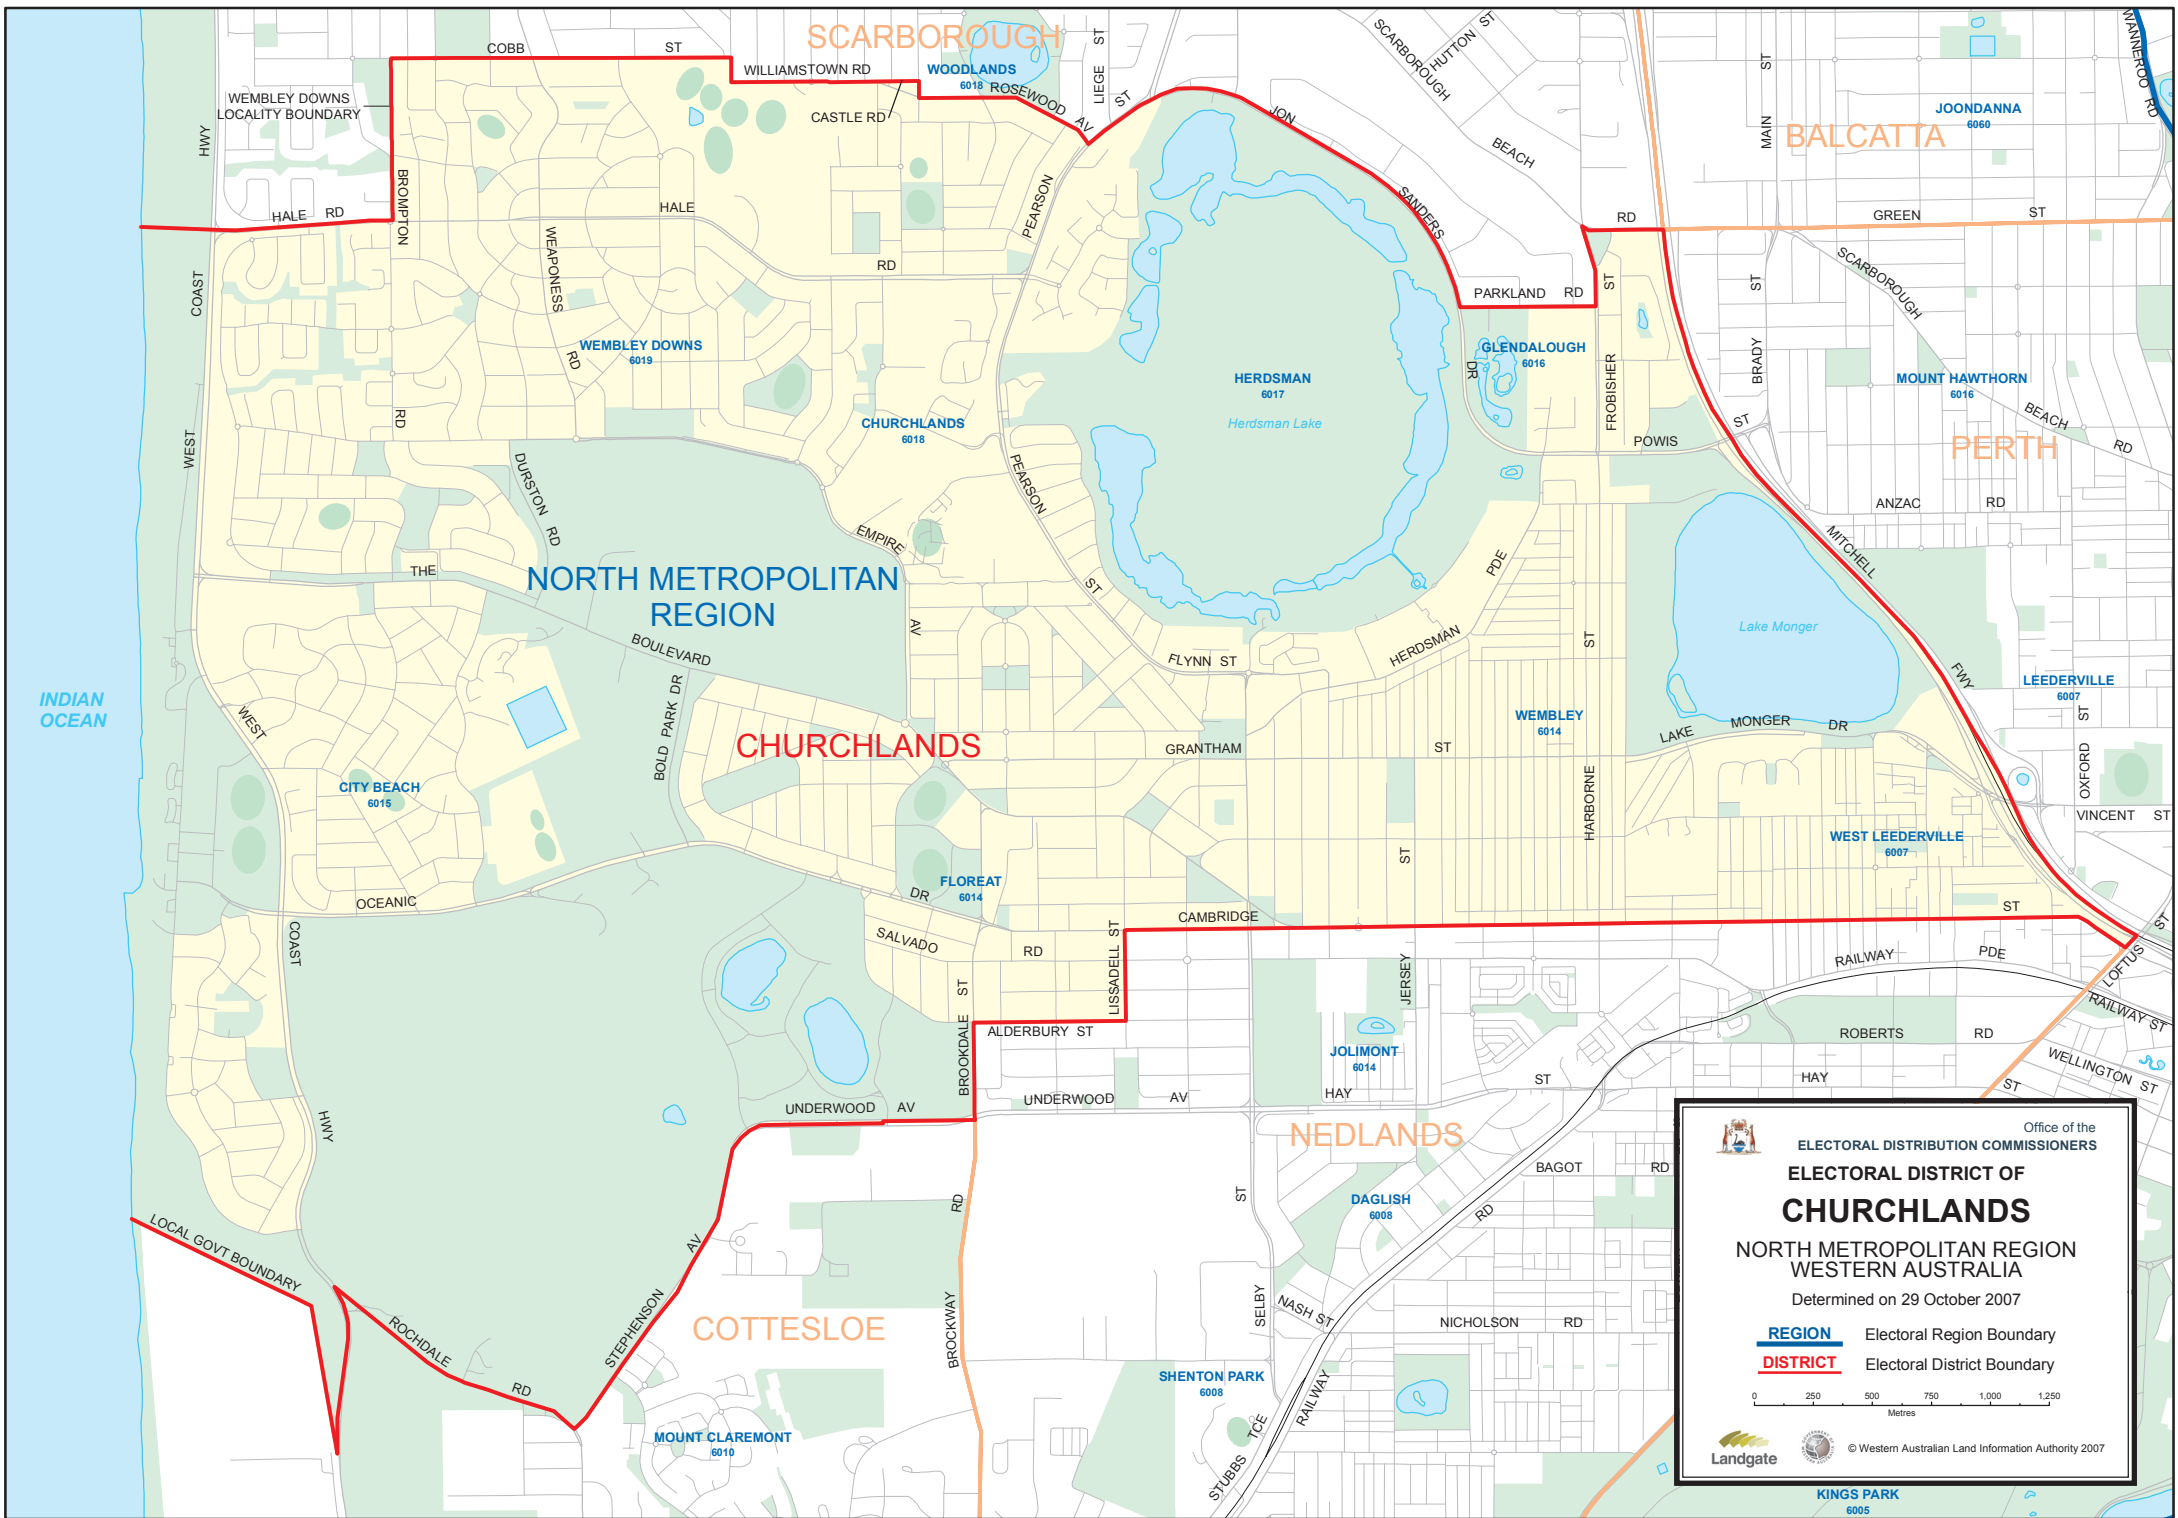 SCARBOROUGH
COBB ST
WILLIAMSTOWN RD
WOODLANDS
6018
ROSEWOOD AV
LIEGE ST
ST
SCARBOROUGH
HUTTON ST
BEACH
RD
MAIN ST
WANNEROO RD
JOONDANNA
6060
BALCATTA
WEMBLEY DOWNS
LOCALITY BOUNDARY
CASTLE RD
JON
SANDERS
DR
HWY
COAST
WEST
HALE RD
BROMPTON
RD
HALE
RD
WEAPONESS
RD
PEARSON
GREEN ST
PARKLAND RD
ST
FROBISHER
BRADY ST
SCARBOROUGH
BEACH
RD
WEMBLEY DOWNS
6019
CHURCHLANDS
6018
HERDSMAN
6017
Herdsman Lake
GLENDALOUGH
6016
MOUNT HAWTHORN
6016
PERTH
POWIS
ST
ANZAC RD
DURSTON RD
PEARSON
ST
EMPIRE
AV
THE
BOULEVARD
NORTH METROPOLITAN
REGION
PDE
HERDSMAN
FLYNN ST
MITCHELL
FWY
Lake Monger
LEEDERVILLE
6007
INDIAN
OCEAN
WEST
COAST
HWY
BOLD PARK DR
CHURCHLANDS
GRANTHAM
ST
WEMBLEY
6014
ST
HARBORNE
LAKE MONGER DR
OXFORD ST
VINCENT ST
CITY BEACH
6015
WEST LEEDERVILLE
6007
OCEANIC
DR
FLOREAT
6014
SALVADO
RD
LISSADELL ST
CAMBRIDGE
ST
ST
JERSEY
RAILWAY PDE
LOFTUS
ST
RAILWAY ST
BROOKDALE ST
ALDERBURY ST
JOLIMONT
6014
ROBERTS RD
WELLINGTON ST
UNDERWOOD AV
UNDERWOOD AV
HAY
ST
HAY
ST
NEDLANDS
BAGOT RD
DAGLISH
6008
RD
ST
SELBY
RD
BROCKWAY
LOCAL GOVT BOUNDARY
ROCHDALE
RD
STEPHENSON
AV
COTTESLOE
NASH ST
NICHOLSON RD
SHENTON PARK
6008
RAILWAY
STUBBS TCE
MOUNT CLAREMONT
6010
Office of the
ELECTORAL DISTRIBUTION COMMISSIONERS
ELECTORAL DISTRICT OF
CHURCHLANDS
NORTH METROPOLITAN REGION
WESTERN AUSTRALIA
Determined on 29 October 2007
REGION Electoral Region Boundary
DISTRICT Electoral District Boundary
0 250 500 750 1,000 1,250
Metres
Landgate
© Western Australian Land Information Authority 2007
KINGS PARK
6005